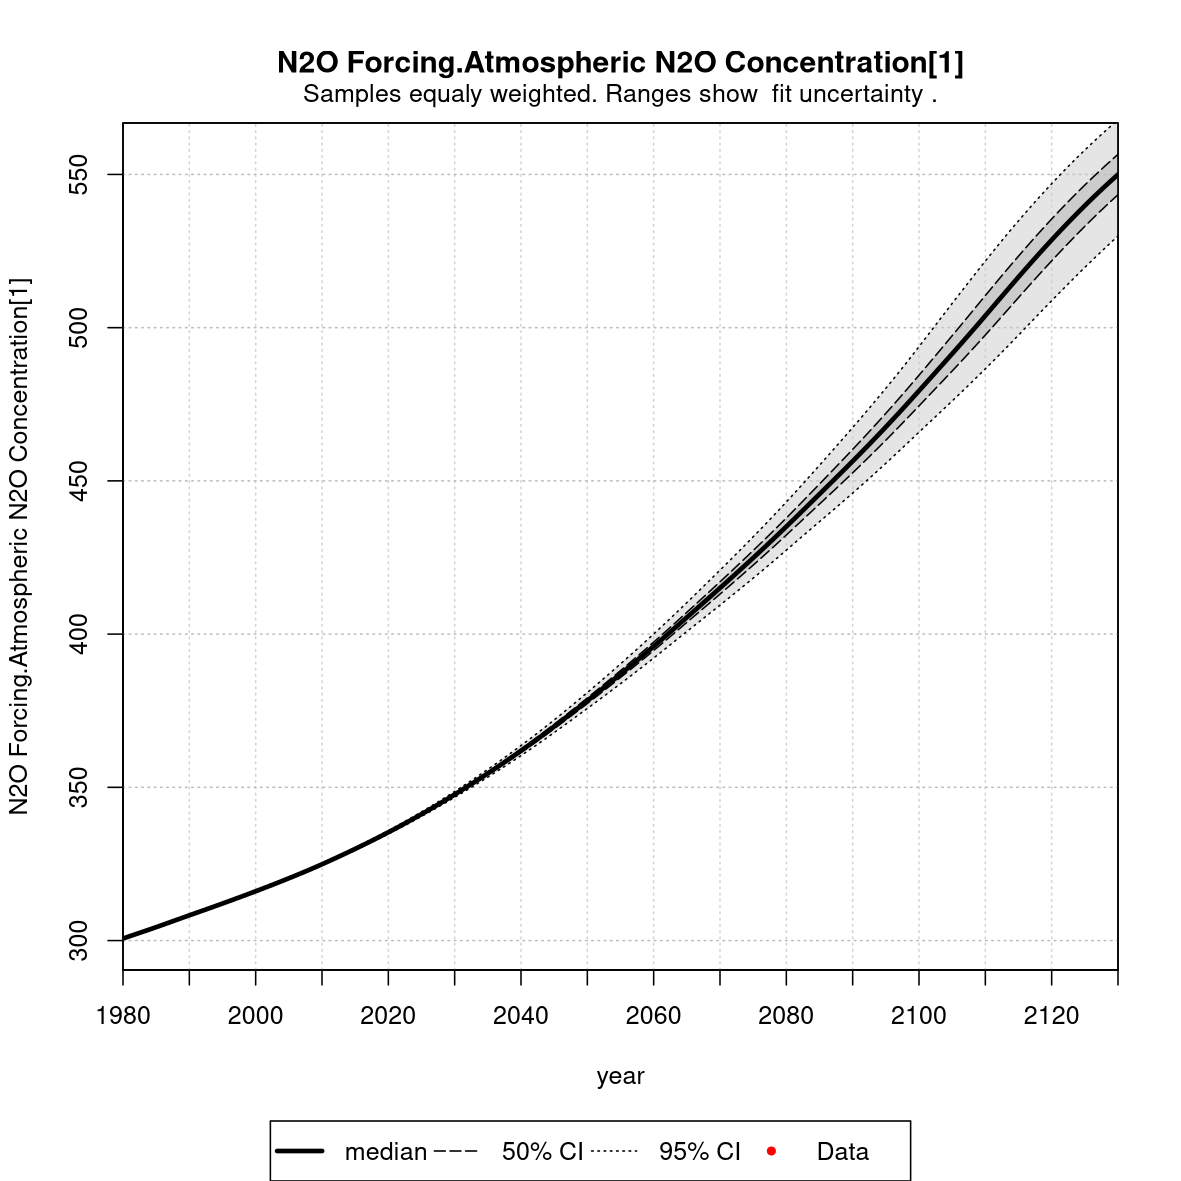 N2O Forcing.Atmospheric N2O Concentration[1]
Samples equaly weighted. Ranges show  fit uncertainty .
N2O Forcing.Atmospheric N2O Concentration[1]
550
500
450
400
350
300
1980 2000 2020 2040 2060 2080 2100 2120
year
median 50% CI 95% CI Data